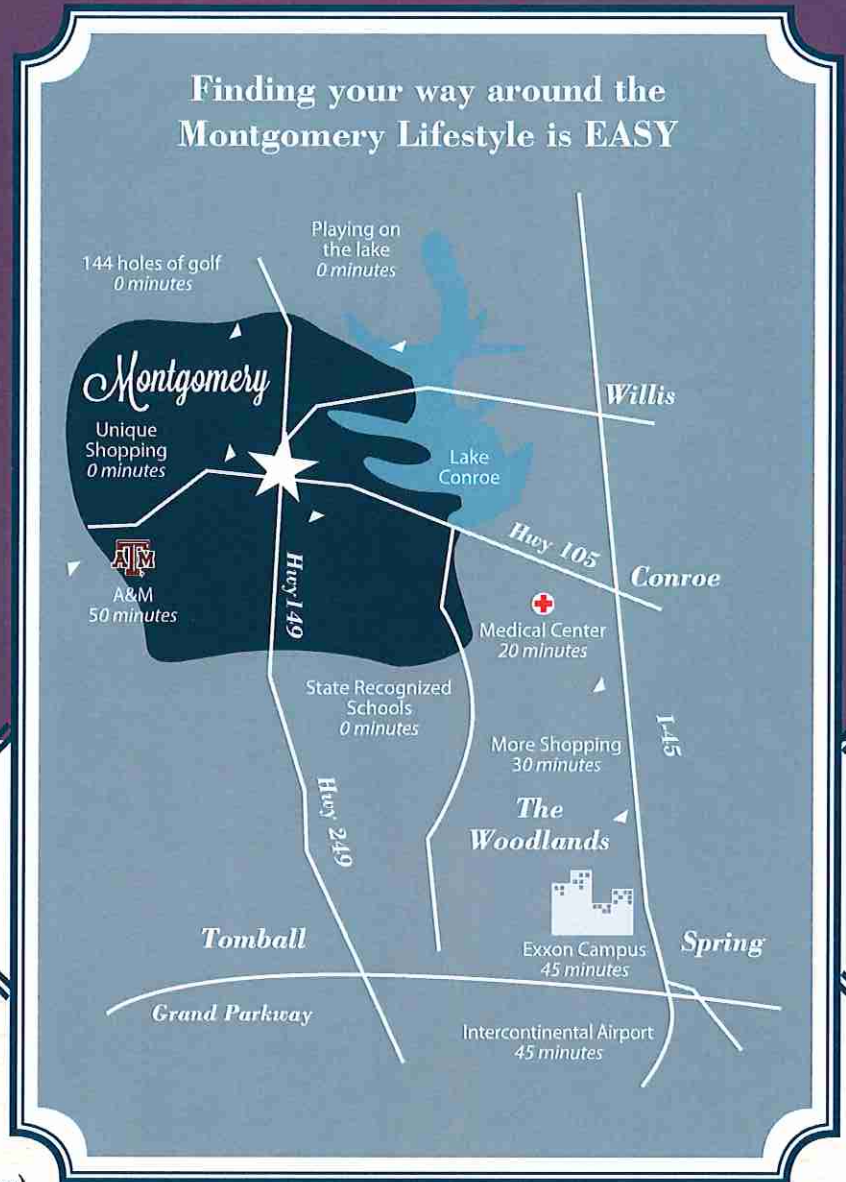 Finding your way around the
Montgomery Lifestyle is EASY
144 holes of golf
0 minutes
Playing on
the lake
0 minutes
Montgomery
Willis
Unique
Shopping
0 minutes
Lake
Conroe
Hwy 105
Conroe
ATM
A&M
50 minutes
Hwy149
Medical Center
20 minutes
State Recognized
Schools
0 minutes
I-45
More Shopping
30 minutes
Hwy 249
The
Woodlands
Tomball
Exxon Campus
45 minutes
Spring
Grand Parkway
Intercontinental Airport
45 minutes